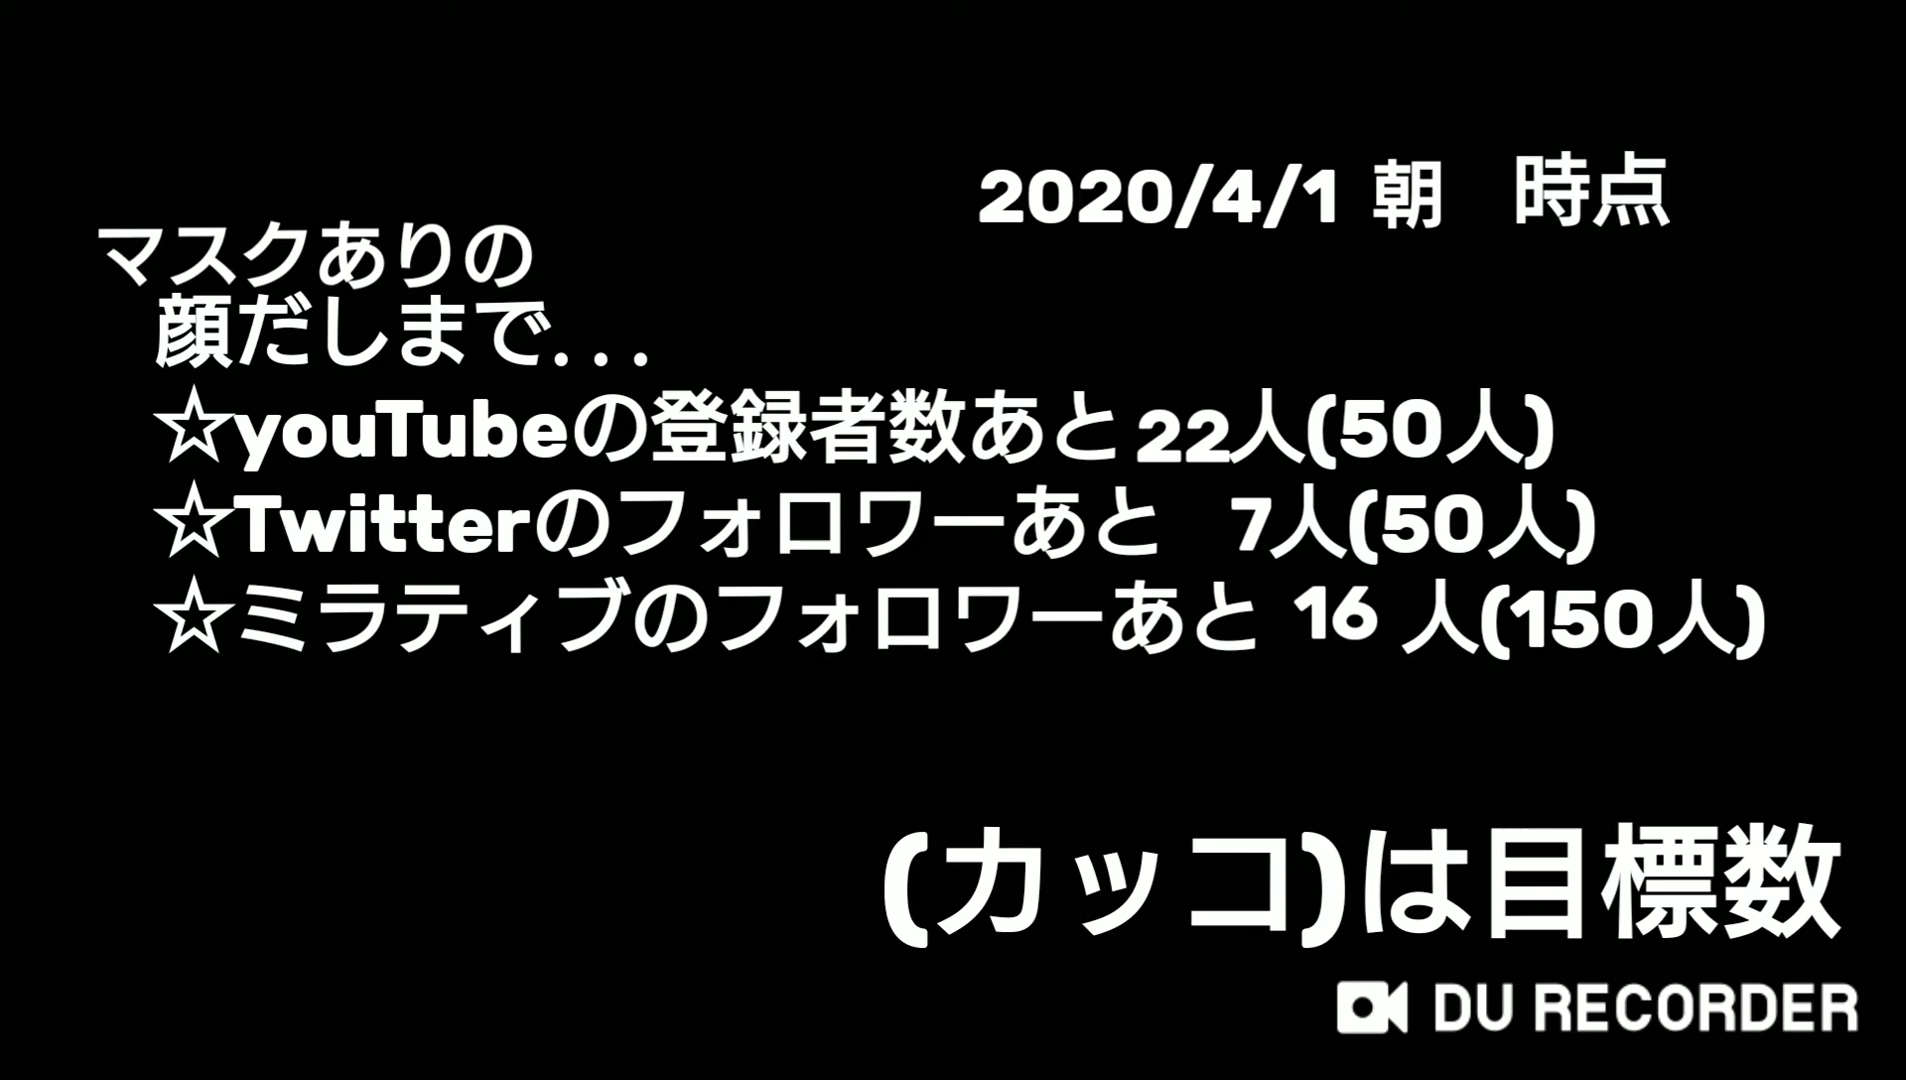 2020/4/1 朝 時点
マスクありの
顔だしまで...
☆youTubeの登録者数あと22人(50人)
☆Twitterのフォロワーあと 7人(50人)
☆ミラティブのフォロワーあと 16 人(150人)
(カッコ)は目標数
DU RECORDER